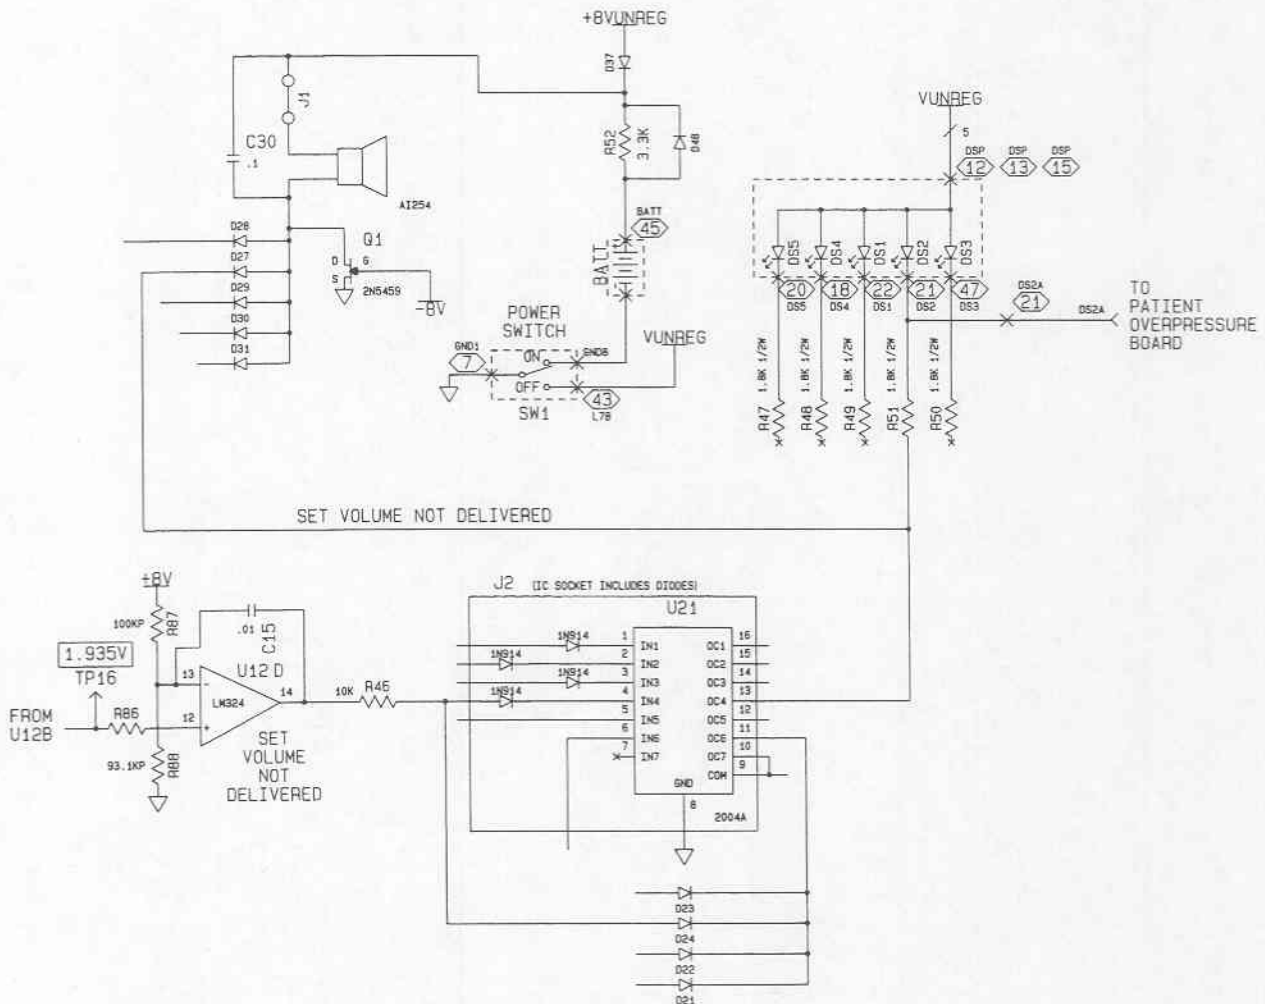 +8VUNREG
D37
J1
C30
.1
R52
3.3K
D48
VUNREG
5
DSP
DSP
DSP
12
13
15
AI254
BATT
45
BATT
DS5
DS4
DS1
DS2
DS3
D28
D27
D29
D30
D31
Q1
D
G
S
2N5459
-8V
20
18
22
21
47
DS5
DS4
DS1
DS2
DS3
DS2A
21
DS2A
TO
PATIENT
OVERPRESSURE
BOARD
POWER
SWITCH
VUNREG
GND1
7
ON
GND8
OFF
43
L78
SW1
1.8K 1/2W
1.8K 1/2W
1.8K 1/2W
1.8K 1/2W
1.8K 1/2W
R47
R48
R49
R51
R50
SET VOLUME NOT DELIVERED
+8V
100KP
R87
.01
C15
1.935V
TP16
FROM
U12B
R86
13
12
-
+
LM324
U12 D
14
10K
R46
93.1KP
R88
SET
VOLUME
NOT
DELIVERED
J2 (IC SOCKET INCLUDES DIODES)
U21
1N914
1 IN1 OC1 16
1N914
2 IN2 OC2 15
1N914
3 IN3 OC3 14
1N914
4 IN4 OC4 13
5 IN5 OC5 12
6 IN6 OC6 11
7 IN7 OC7 10
COM 9
GND
8
2004A
D23
D24
D22
D21